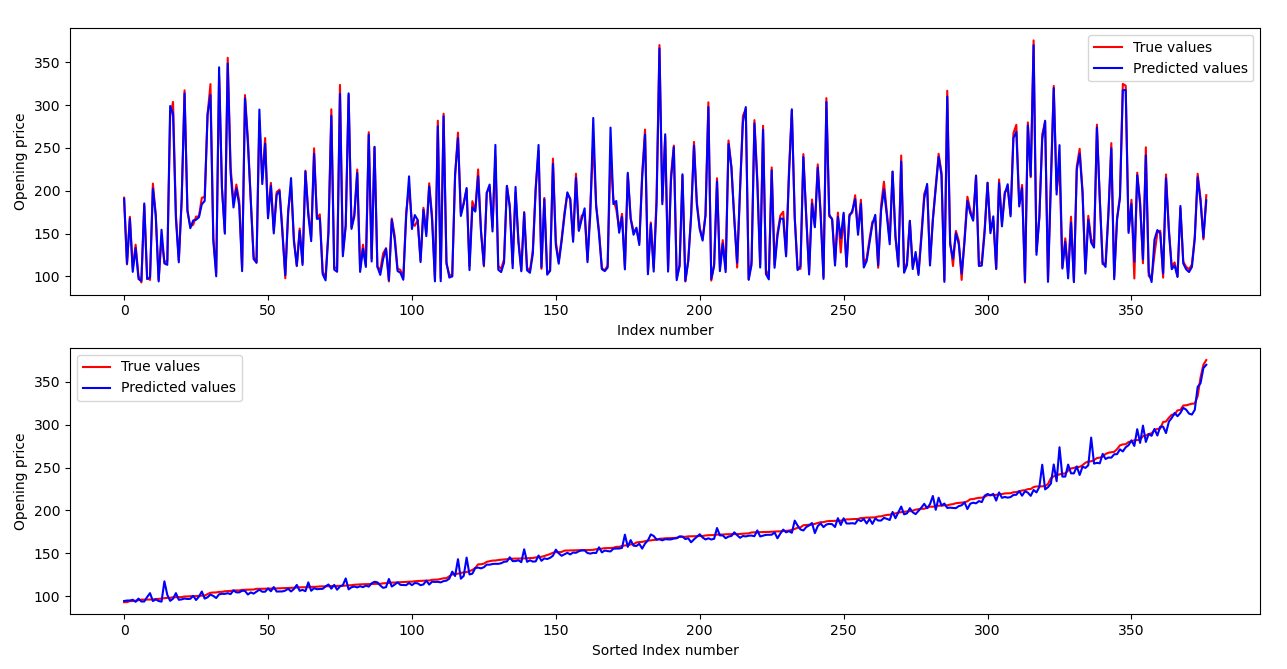 350
300
250
200
150
100
Opening price
True values
Predicted values
0 50 100 150 200 250 300 350
Index number
350
300
250
200
150
100
Opening price
True values
Predicted values
0 50 100 150 200 250 300 350
Sorted Index number